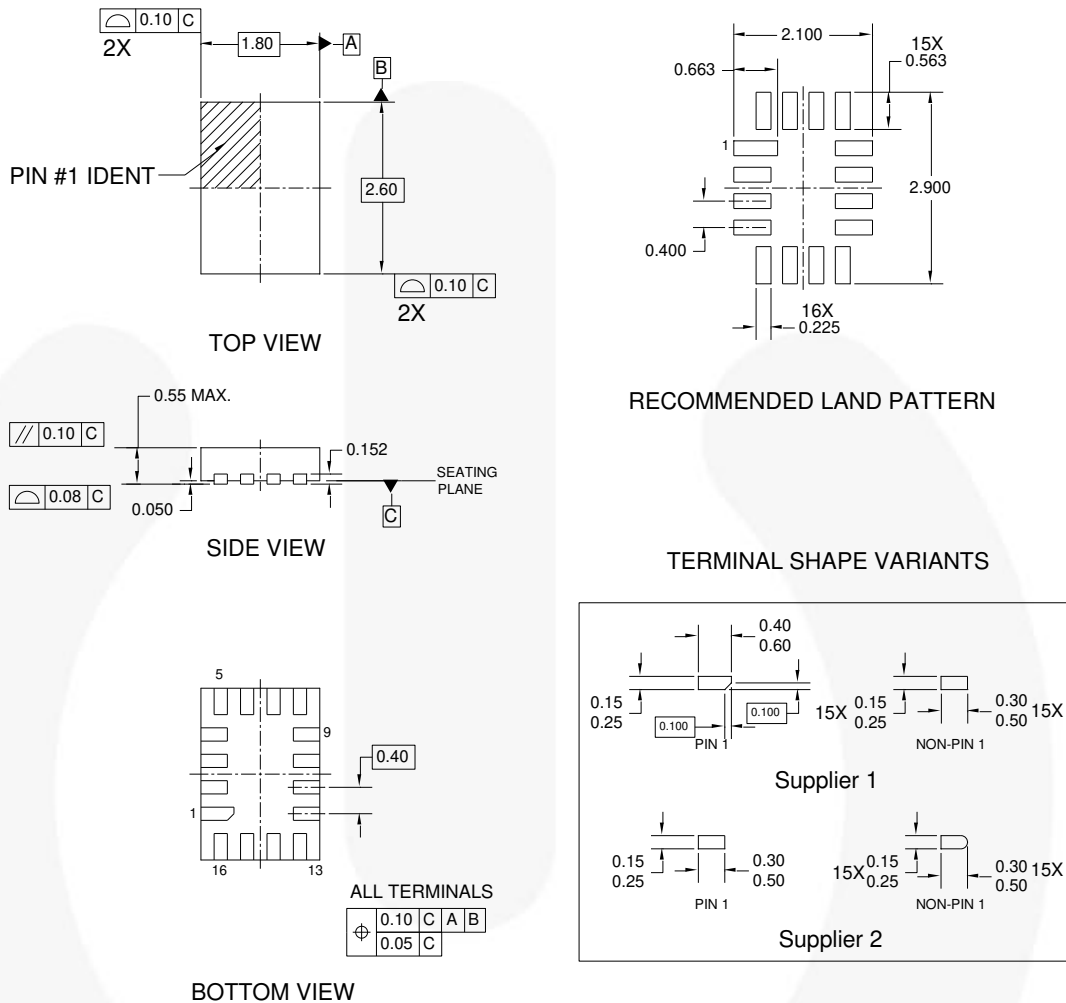 0.10 C
2X
1.80
A
B
PIN #1 IDENT
2.60
0.10 C
2X
TOP VIEW
2.100
0.663
15X
0.563
1
2.900
0.400
16X
0.225
RECOMMENDED LAND PATTERN
0.55 MAX.
// 0.10 C
0.152
SEATING
PLANE
0.08 C
0.050
C
SIDE VIEW
5
9
0.40
1
16
13
ALL TERMINALS
0.10 C A B
0.05 C
BOTTOM VIEW
TERMINAL SHAPE VARIANTS
0.40
0.60
0.15
0.25
0.100
0.100
PIN 1
15X 0.15
0.25
0.30
0.50 15X
NON-PIN 1
Supplier 1
0.15
0.25
0.30
0.50
PIN 1
15X 0.15
0.25
0.30
0.50 15X
NON-PIN 1
Supplier 2